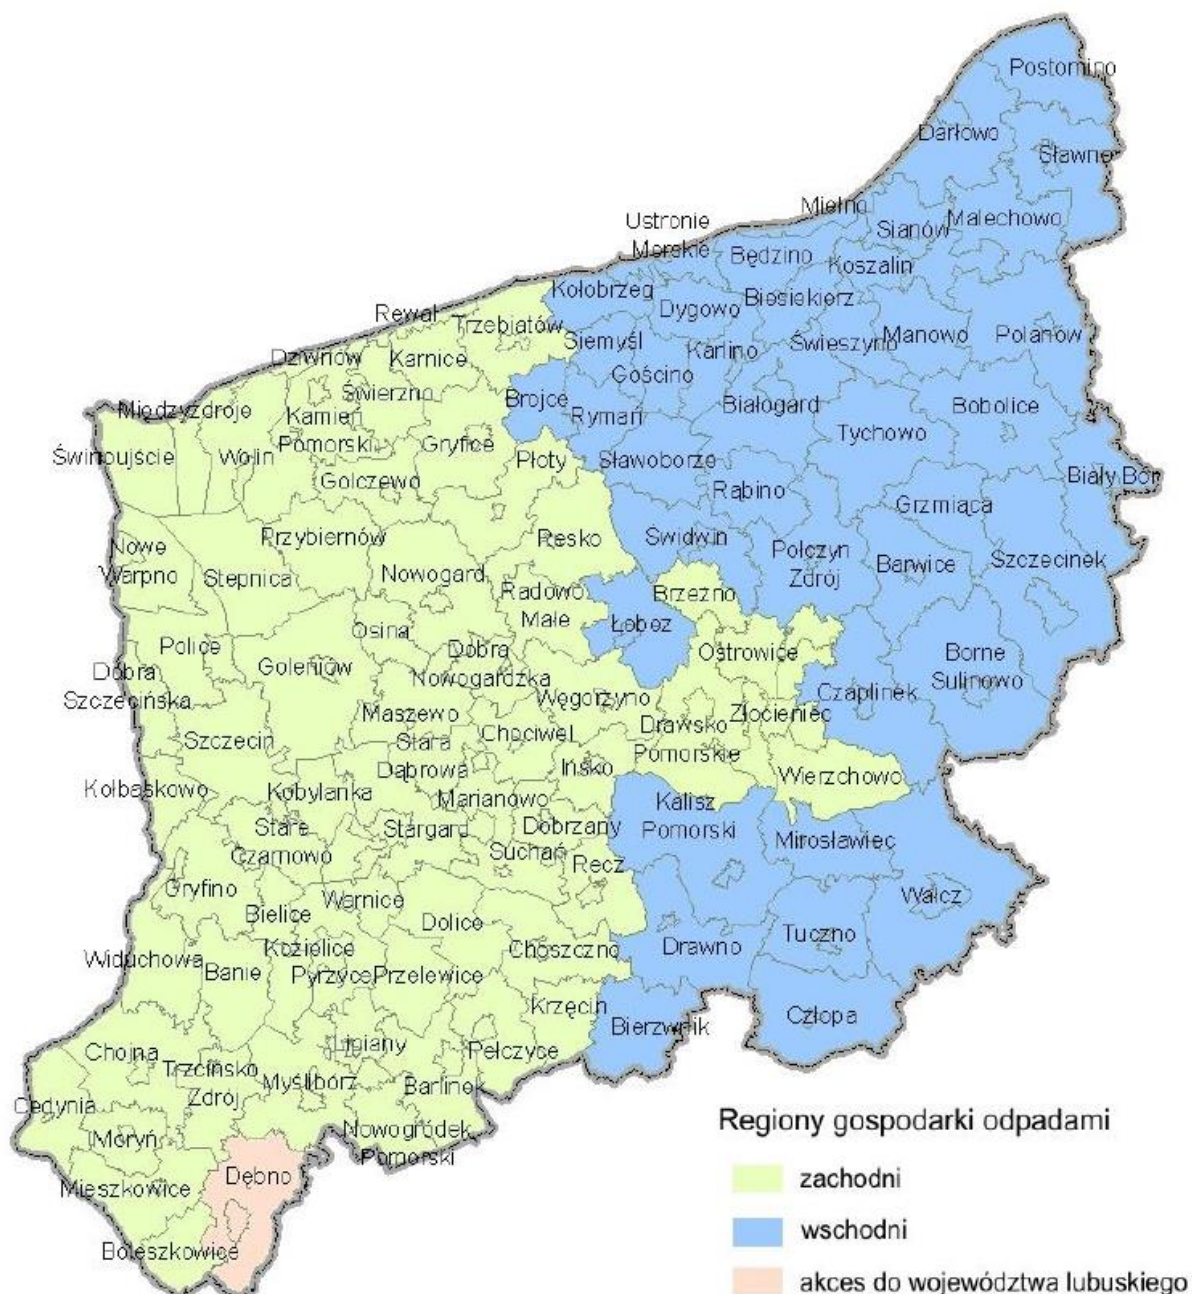 Postomino
Darłowo
Sławno
Mielno
Ustronie
Morskie
Sianów
Malechowo
Będzino
Koszalin
Kołobrzeg
Dygowo
Biesiekierz
Rewal
Trzebiatów
Siemyśl
Karlino
Świeszyno
Manowo
Polanów
Dziwnów
Karnice
Gościno
Świerzno
Brojce
Rymań
Białogard
Bobolice
Międzyzdroje
Kamień
Pomorski
Gryfice
Tychowo
Świnoujście
Wolin
Płoty
Sławoborze
Biały Bór
Golczewo
Rąbino
Grzmiąca
Przybiernów
Resko
Świdwin
Połczyn
Zdrój
Barwice
Szczecinek
Nowe
Warpno
Stepnica
Nowogard
Radowo
Małe
Brzeżno
Łobez
Osina
Police
Goleniów
Dobra
Nowogardzka
Ostrowice
Borne
Sulinowo
Dobra
Szczecińska
Węgorzyno
Czaplinek
Maszewo
Drawsko
Pomorskie
Złocieniec
Szczecin
Stara
Dąbrowa
Chociwel
Ińsko
Wierzchowo
Kołbaskowo
Kobylanka
Marianowo
Kalisz
Pomorski
Stare
Czarnowo
Stargard
Dobrzany
Mirosławiec
Suchań
Recz
Gryfino
Warnice
Wałcz
Bielice
Dolice
Tuczno
Kozielice
Choszczno
Drawno
Widuchowa
Banie
Pyrzyce
Przelewice
Krzęcin
Bierzwnik
Człopa
Chojna
Trzcińsko
Zdrój
Lipiany
Pełczyce
Myślibórz
Barlinek
Cedynia
Moryń
Nowogródek
Pomorski
Dębno
Mieszkowice
Boleszkowice
Regiony gospodarki odpadami
zachodni
wschodni
akces do województwa lubuskiego